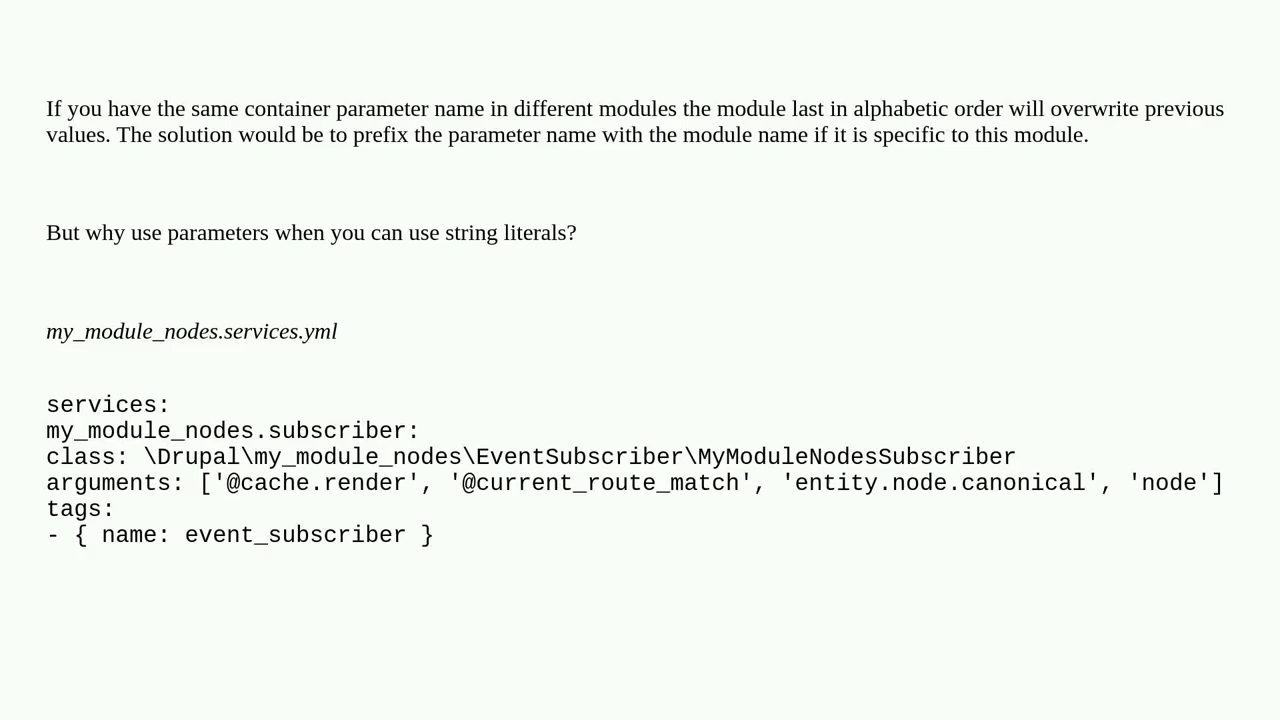 If you have the same container parameter name in different modules the module last in alphabetic order will overwrite previous
values. The solution would be to prefix the parameter name with the module name if it is specific to this module.
But why use parameters when you can use string literals?
my_module_nodes.services.yml
services:
my_module_nodes.subscriber:
class: \Drupal\my_module_nodes\EventSubscriber\MyModuleNodesSubscriber
arguments: ['@cache.render', '@current_route_match', 'entity.node.canonical', 'node']
tags:
- { name: event_subscriber }